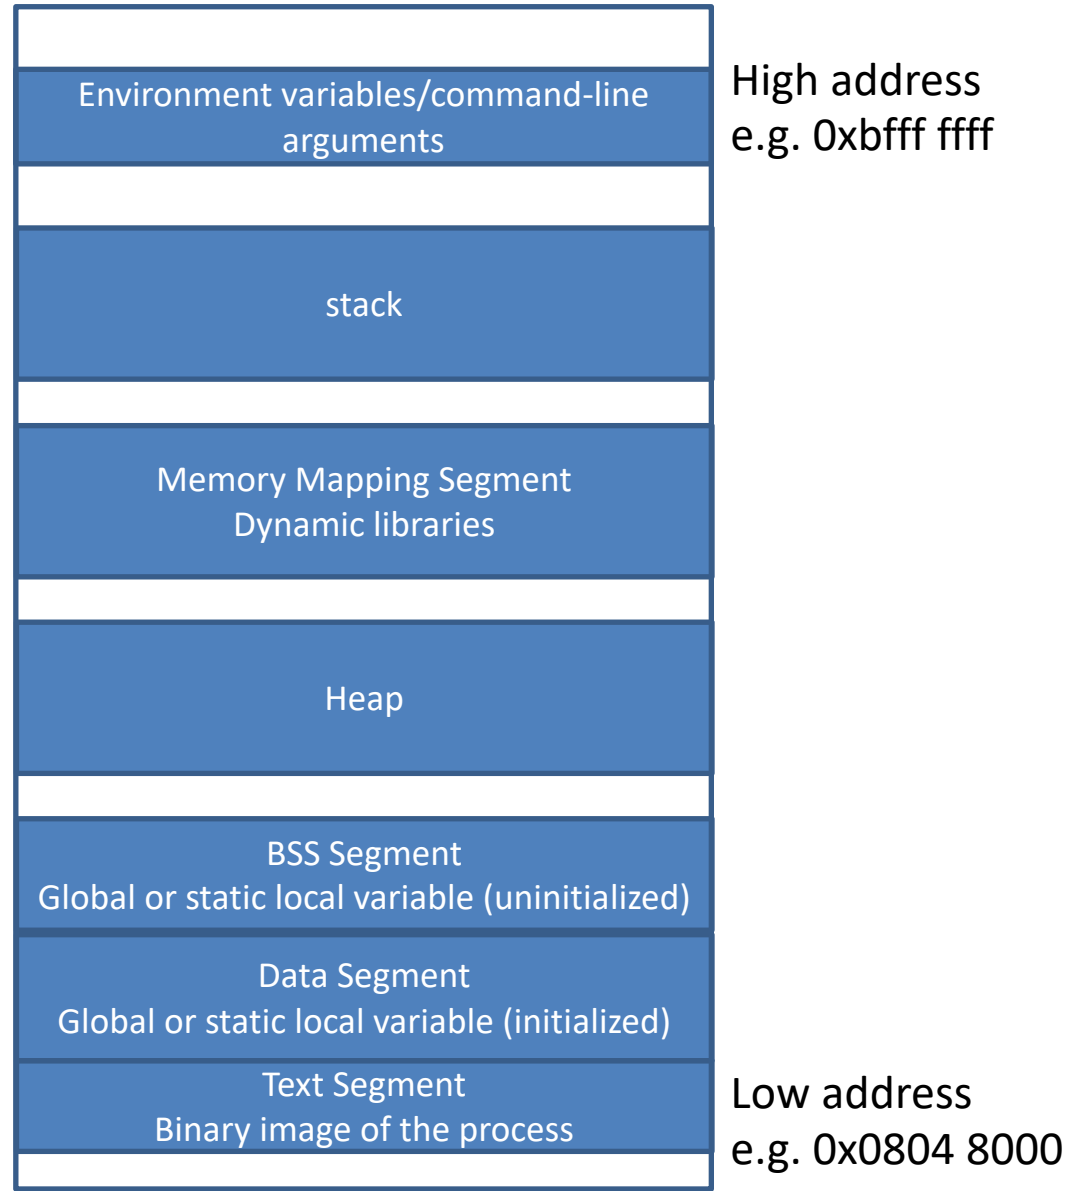 Environment variables/command-line
arguments
High address
e.g. 0xbfff ffff
stack
Memory Mapping Segment
Dynamic libraries
Heap
BSS Segment
Global or static local variable (uninitialized)
Data Segment
Global or static local variable (initialized)
Text Segment
Binary image of the process
Low address
e.g. 0x0804 8000